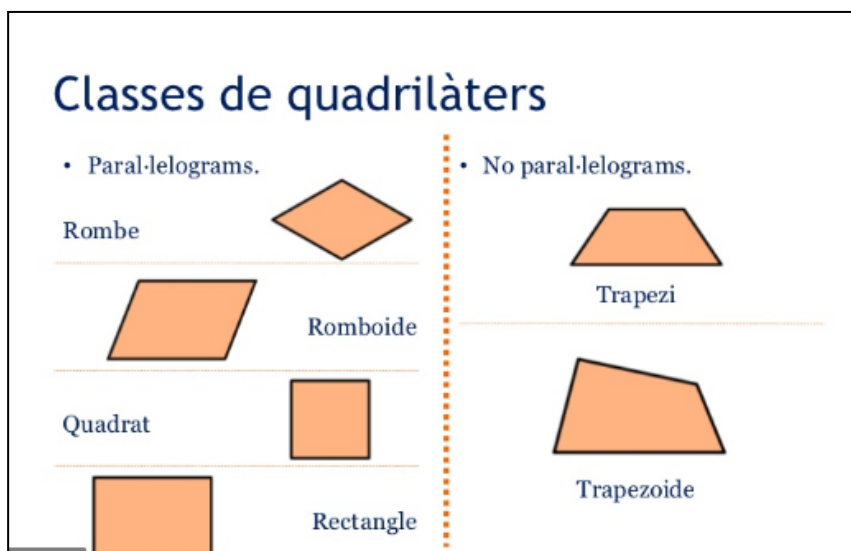 Classes de quadrilàters
• Paral·lelograms.
Rombe
Romboide
Quadrat
Rectangle
• No paral·lelograms.
Trapezi
Trapezoide